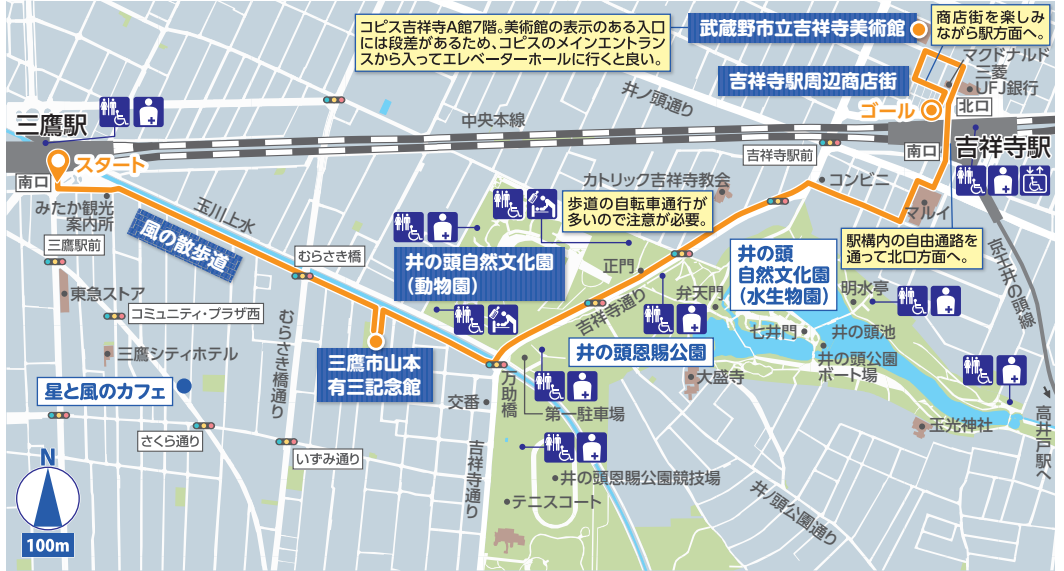 コピス吉祥寺A館7階。美術館の表示のある入口
には段差があるため、コピスのメインエントラン
スから入ってエレベーターホールに行くと良い。
武蔵野市立吉祥寺美術館
商店街を楽しみ
ながら駅方面へ。
吉祥寺駅周辺商店街
マクドナルド
三菱
UFJ銀行
井ノ頭通り
ゴール
北口
三鷹駅
中央本線
吉祥寺駅前
南口
吉祥寺駅
スタート
南口
カトリック吉祥寺教会
コンビニ
みたか観光
案内所
玉川上水
歩道の自転車通行が
多いので注意が必要。
マルイ
風の散歩道
三鷹駅前
むらさき橋
井の頭自然文化園
(動物園)
正門
井の頭
自然文化園
(水生物園)
駅構内の自由通路を
通って北口方面へ。
京王井の頭線
東急ストア
コミュニティ・プラザ西
吉祥寺通り
弁天門
明水亭
七井門
井の頭池
三鷹シティホテル
むらさき橋通り
三鷹市山本
有三記念館
井の頭恩賜公園
井の頭公園
ボート場
星と風のカフェ
万助橋
大盛寺
交番
第一駐車場
玉光神社
高井戸駅へ
さくら通り
いずみ通り
吉祥寺通り
井の頭恩賜公園競技場
テニスコート
井ノ頭公園通り
N
100m